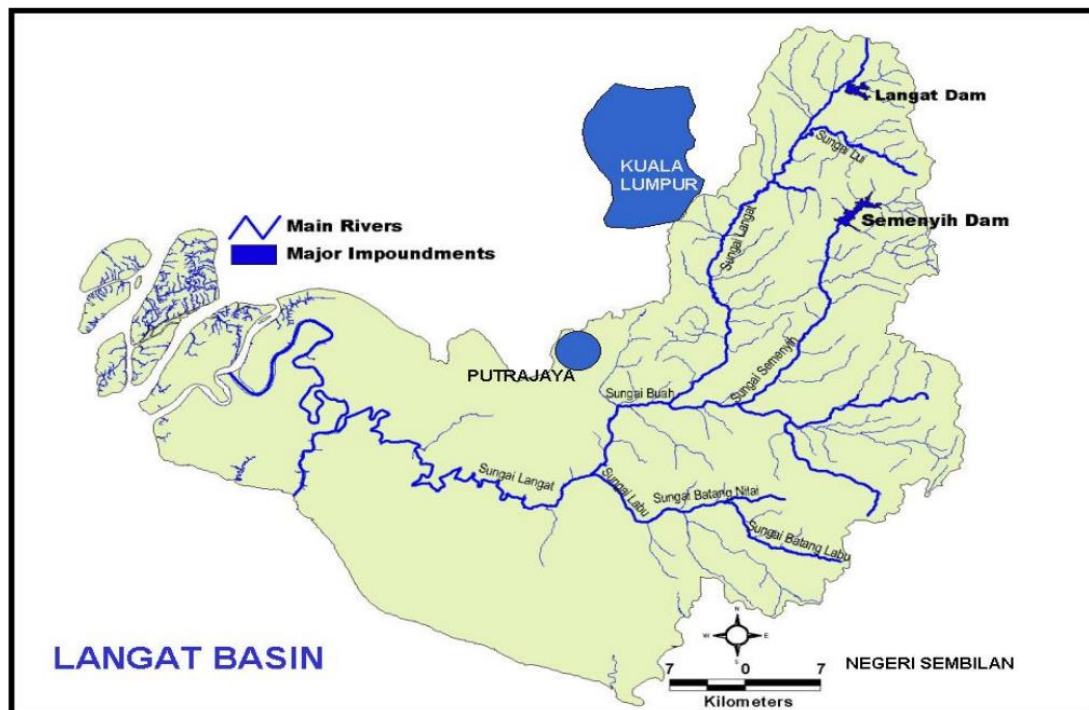 Langat Dam
Sungai Lui
KUALA
LUMPUR
Semenyih Dam
Main Rivers
Major Impoundments
Sungai Langat
PUTRAJAYA
Sungai Buah
Sungai Semenyih
Sungai Langat
Sungai Labu
Sungai Batang Nilai
Sungai Batang Labu
N
W E
S
LANGAT BASIN
7 0 7
Kilometers
NEGERI SEMBILAN